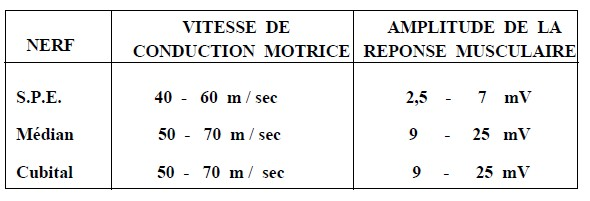 NERF VITESSE DE CONDUCTION MOTRICE AMPLITUDE DE LA REPONSE MUSCULAIRE
S.P.E. 40 - 60 m / sec 2,5 - 7 mV
Médian 50 - 70 m / sec 9 - 25 mV
Cubital 50 - 70 m / sec 9 - 25 mV